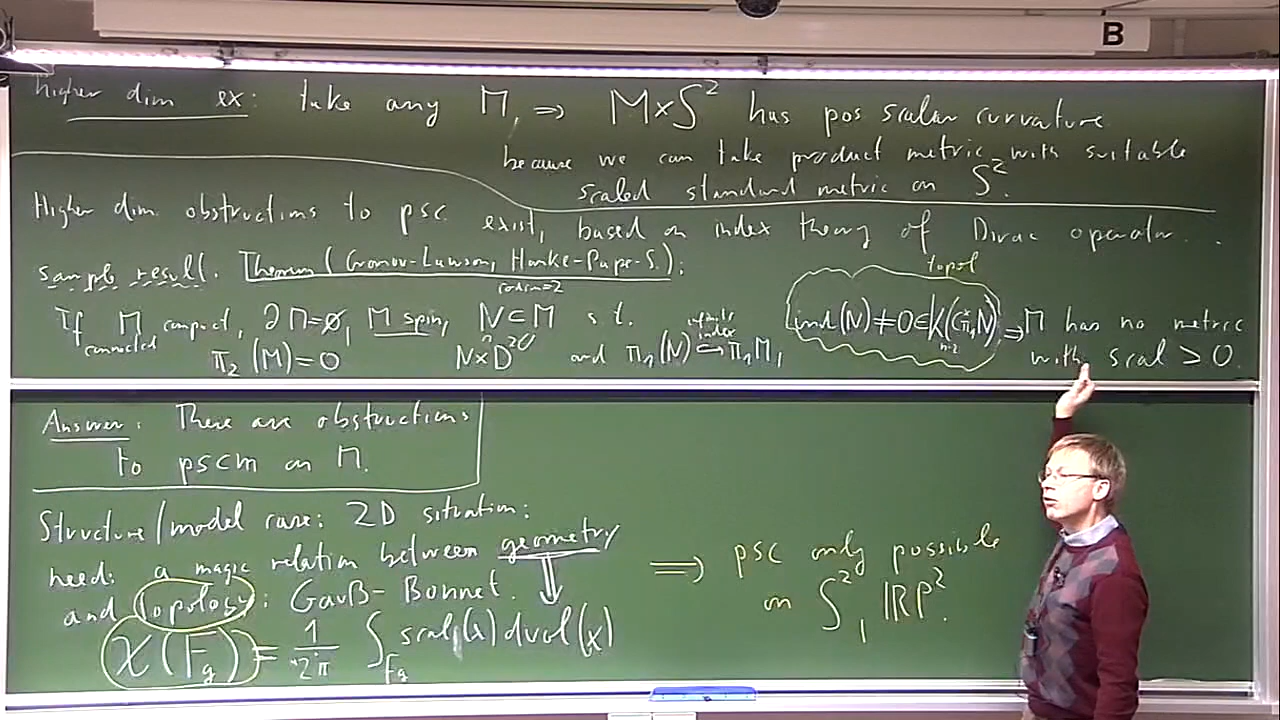 B
higher dim ex: take any M, ⇒ M×S² has pos scalar curvature
because we can take product metric with suitable
scaled standard metric on S².
Higher dim. obstructions to psc exist, based on index theory of Dirac operator.
sample result. Theorem (Gromov-Lawson, Hanke-Pape-S.):
If M compact, ∂M=∅, M spin, N⊂M s.t. ind(N)≠0∈K(C*π₁N) ⇒ M has no metric
connected
codim=2
topol
π₂(M)=0 N×D² and π₁(N)↪π₁M, with scal>0.
infinite index
Answer: There are obstructions
to pscm on M.
Structure/model case: 2D situation:
need: a magic relation between geometry
and topology: Gauß-Bonnet.
χ(F_g) = 1/2π ∫_{F_g} scal(x) dvol(x)
⇒ psc only possible
on S², RP².